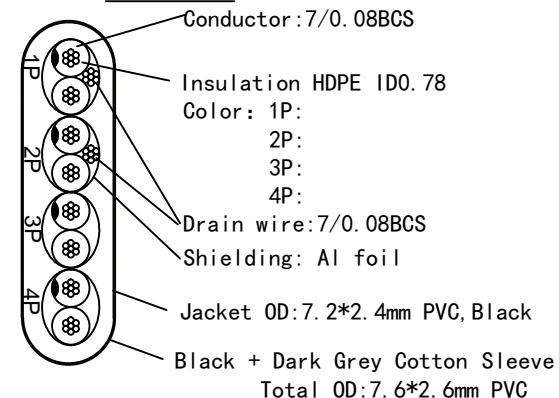 Conductor:7/0.08BCS
Insulation HDPE ID0.78
Color: 1P:
2P:
3P:
4P:
Drain wire:7/0.08BCS
Shielding: Al foil
Jacket OD:7.2*2.4mm PVC,Black
Black + Dark Grey Cotton Sleeve
Total OD:7.6*2.6mm PVC
1P
2P
3P
4P